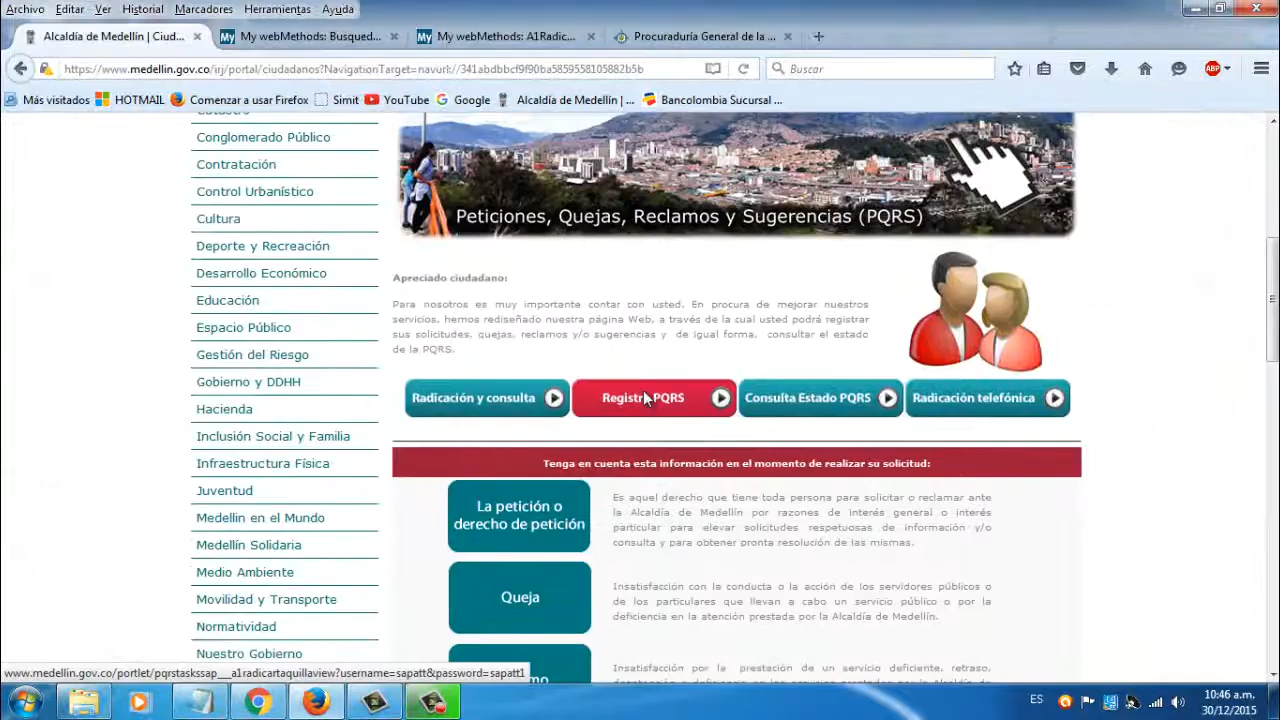 Archivo Editar Ver Historial Marcadores Herramientas Ayuda
Alcaldía de Medellín | Ciud...
My webMethods: Busqued...
My webMethods: A1Radic...
Procuraduría General de la ...
https://www.medellin.gov.co/irj/portal/ciudadanos?NavigationTarget=navurl://341abdbbcf9f90ba5859558105882b5b
Buscar
ABP
Más visitados HOTMAIL Comenzar a usar Firefox Simit YouTube Google Alcaldía de Medellín | ... Bancolombia Sucursal ...
Catastro
Conglomerado Público
Contratación
Control Urbanístico
Cultura
Deporte y Recreación
Desarrollo Económico
Educación
Espacio Público
Gestión del Riesgo
Gobierno y DDHH
Hacienda
Inclusión Social y Familia
Infraestructura Física
Juventud
Medellin en el Mundo
Medellín Solidaria
Medio Ambiente
Movilidad y Transporte
Normatividad
Nuestro Gobierno
Peticiones, Quejas, Reclamos y Sugerencias (PQRS)
Apreciado ciudadano:
Para nosotros es muy importante contar con usted. En procura de mejorar nuestros
servicios, hemos rediseñado nuestra página Web, a través de la cual usted podrá registrar
sus solicitudes, quejas, reclamos y/o sugerencias y de igual forma, consultar el estado
de la PQRS.
Radicación y consulta
Registro PQRS
Consulta Estado PQRS
Radicación telefónica
Tenga en cuenta esta información en el momento de realizar su solicitud:
La petición o
derecho de petición
Es aquel derecho que tiene toda persona para solicitar o reclamar ante
la Alcaldía de Medellín por razones de interés general o interés
particular para elevar solicitudes respetuosas de información y/o
consulta y para obtener pronta resolución de las mismas.
Queja
Insatisfacción con la conducta o la acción de los servidores públicos o
de los particulares que llevan a cabo un servicio público o por la
deficiencia en la atención prestada por la Alcaldía de Medellín.
Insatisfacción por la prestación de un servicio deficiente, retraso,
www.medellin.gov.co/portlet/pqrstaskssap__a1radicartaquillaview?username=sapatt&password=sapatt1
ES
10:46 a.m.
30/12/2015